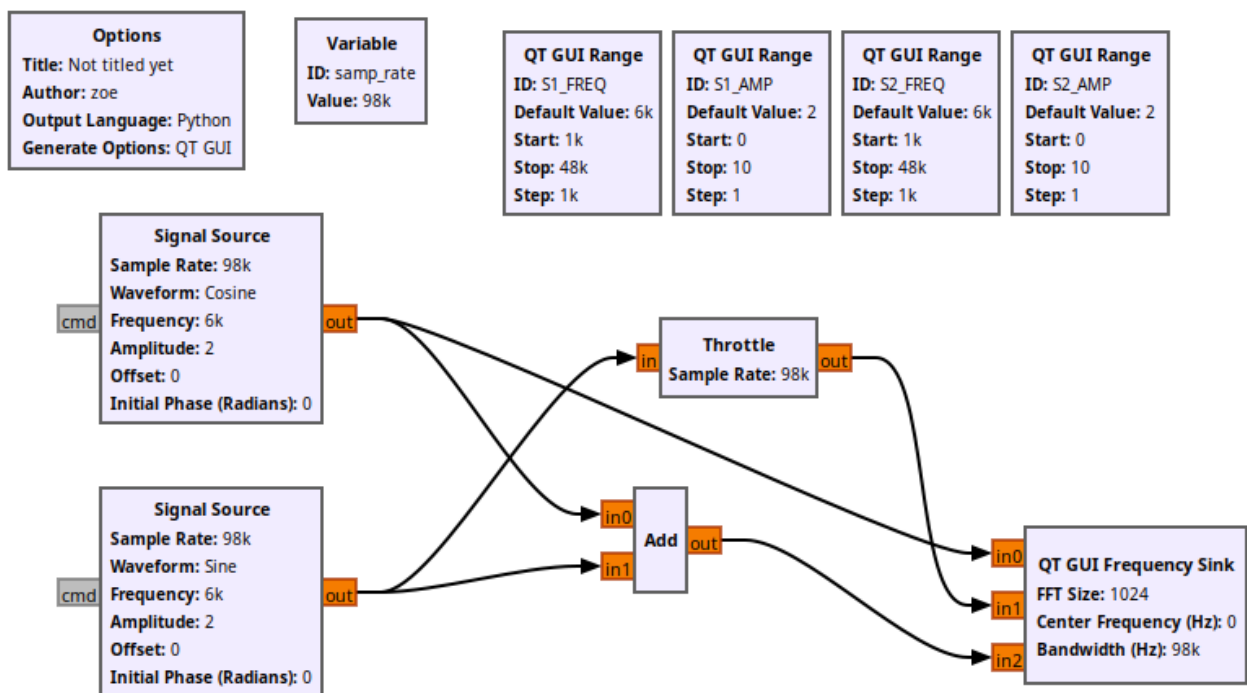 Options
Title: Not titled yet
Author: zoe
Output Language: Python
Generate Options: QT GUI
Variable
ID: samp_rate
Value: 98k
QT GUI Range
ID: S1_FREQ
Default Value: 6k
Start: 1k
Stop: 48k
Step: 1k
QT GUI Range
ID: S1_AMP
Default Value: 2
Start: 0
Stop: 10
Step: 1
QT GUI Range
ID: S2_FREQ
Default Value: 6k
Start: 1k
Stop: 48k
Step: 1k
QT GUI Range
ID: S2_AMP
Default Value: 2
Start: 0
Stop: 10
Step: 1
cmd
Signal Source
Sample Rate: 98k
Waveform: Cosine
Frequency: 6k
Amplitude: 2
Offset: 0
Initial Phase (Radians): 0
out
in
Throttle
Sample Rate: 98k
out
cmd
Signal Source
Sample Rate: 98k
Waveform: Sine
Frequency: 6k
Amplitude: 2
Offset: 0
Initial Phase (Radians): 0
out
in0
in1
Add
out
in0
in1
in2
QT GUI Frequency Sink
FFT Size: 1024
Center Frequency (Hz): 0
Bandwidth (Hz): 98k